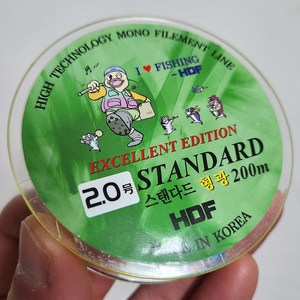 HIGH TECHNOLOGY MONO FILEMENT LINE
I ♥ FISHING
-HDF
EXCELLENT EDITION
2.0号 STANDARD
스텐다드 형광 200m
HDF
IN KOREA